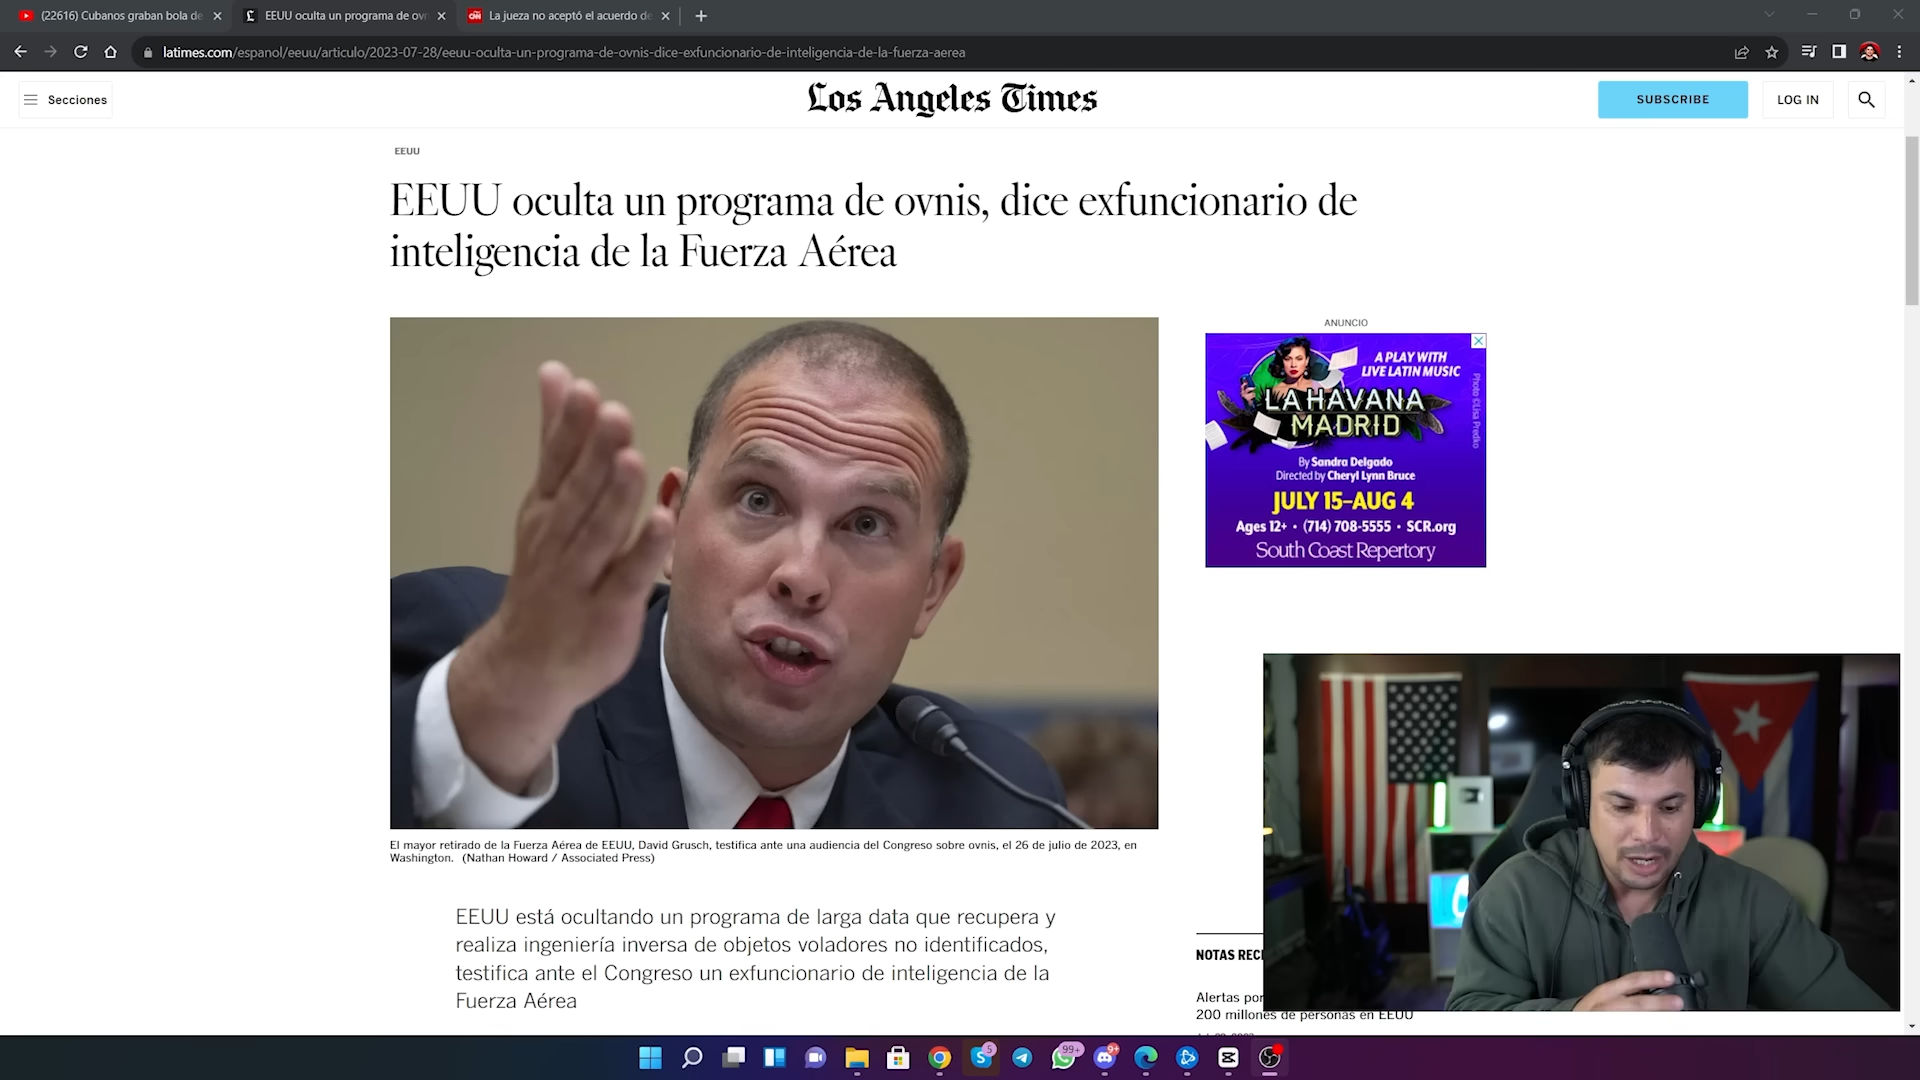 (22616) Cubanos graban bola de
EEUU oculta un programa de ovn
La jueza no aceptó el acuerdo de
latimes.com/espanol/eeuu/articulo/2023-07-28/eeuu-oculta-un-programa-de-ovnis-dice-exfuncionario-de-inteligencia-de-la-fuerza-aerea
Secciones
Los Angeles Times
SUBSCRIBE
LOG IN
EEUU
EEUU oculta un programa de ovnis, dice exfuncionario de
inteligencia de la Fuerza Aérea
ANUNCIO
A PLAY WITH
LIVE LATIN MUSIC
LA HAVANA
MADRID
Photo ©Lisa Predko
By Sandra Delgado
Directed by Cheryl Lynn Bruce
JULY 15–AUG 4
Ages 12+ • (714) 708-5555 • SCR.org
South Coast Repertory
El mayor retirado de la Fuerza Aérea de EEUU, David Grusch, testifica ante una audiencia del Congreso sobre ovnis, el 26 de julio de 2023, en
Washington. (Nathan Howard / Associated Press)
EEUU está ocultando un programa de larga data que recupera y
realiza ingeniería inversa de objetos voladores no identificados,
testifica ante el Congreso un exfuncionario de inteligencia de la
Fuerza Aérea
NOTAS REC
Alertas por
200 millones de personas en EEUU
5
99+
9+